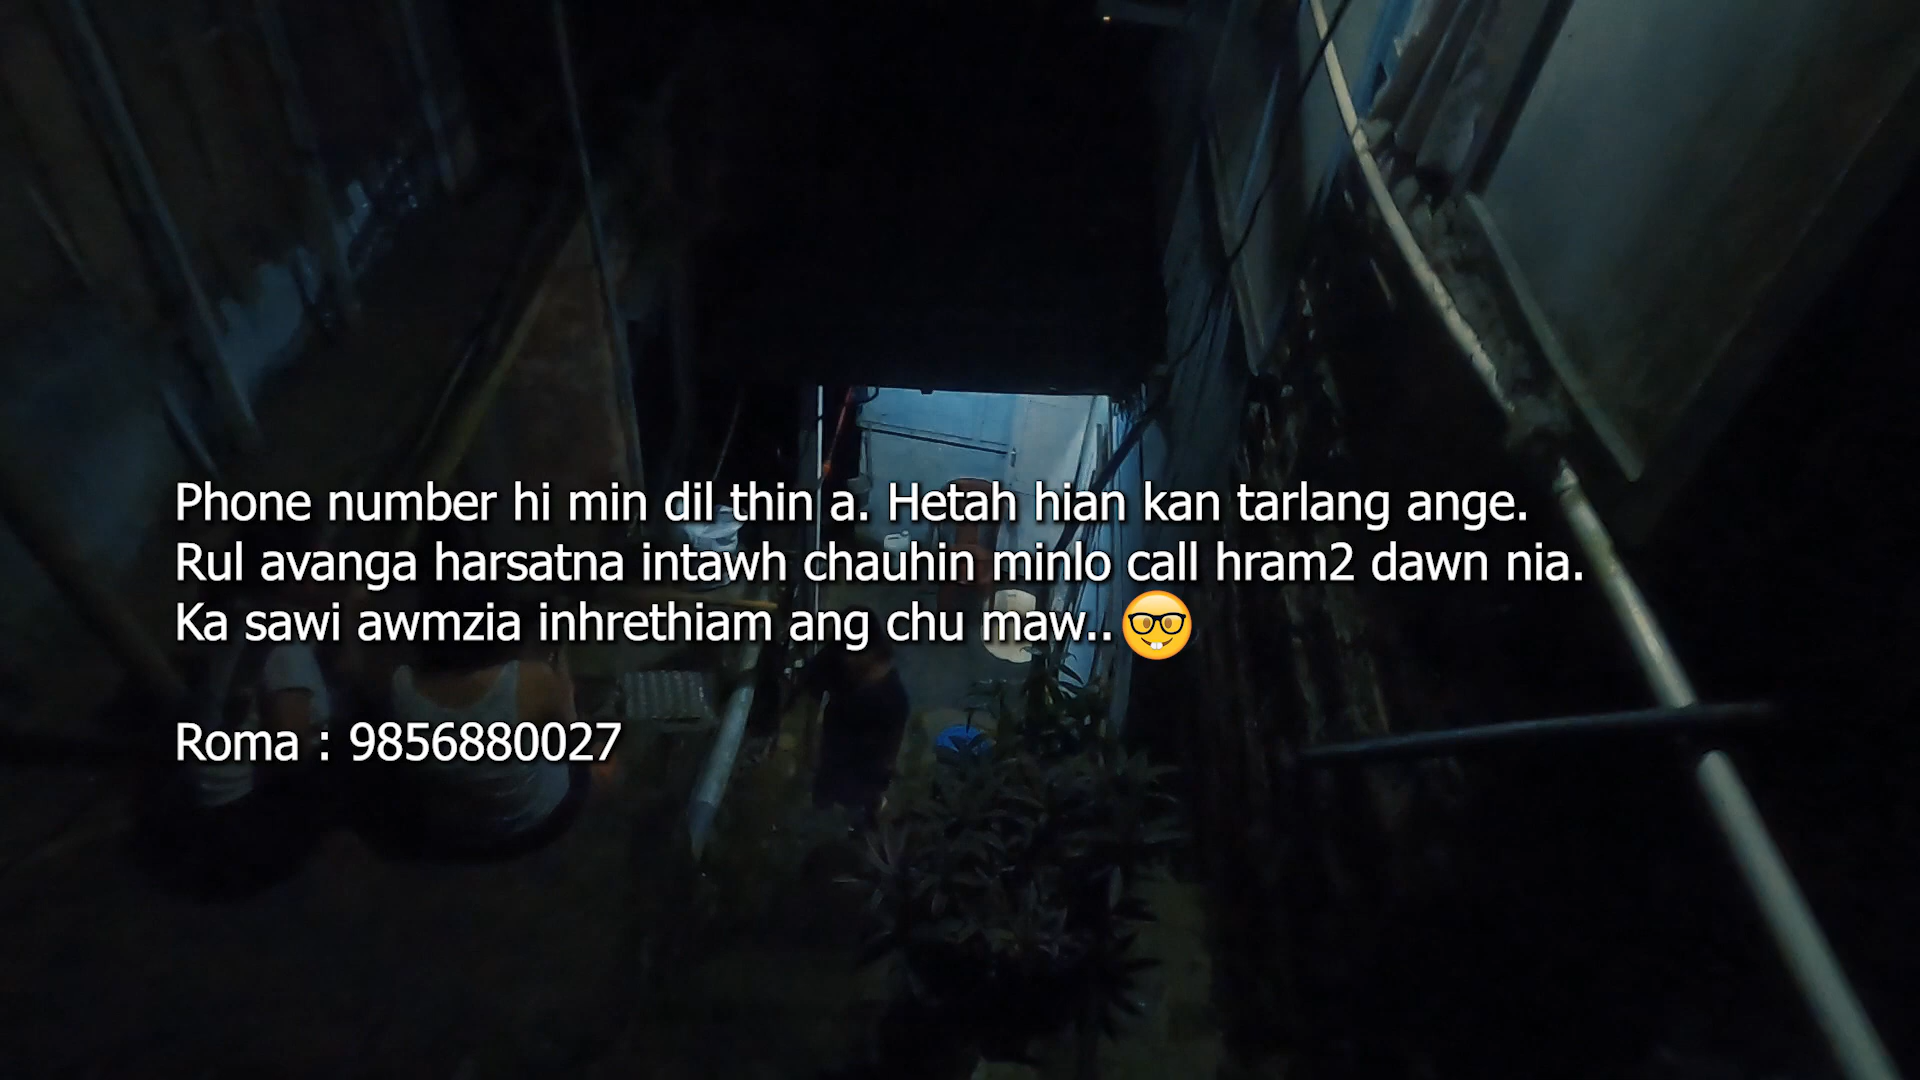 Phone number hi min dil thin a. Hetah hian kan tarlang ange.
Rul avanga harsatna intawh chauhin minlo call hram2 dawn nia.
Ka sawi awmzia inhrethiam ang chu maw..🤓
Roma : 9856880027